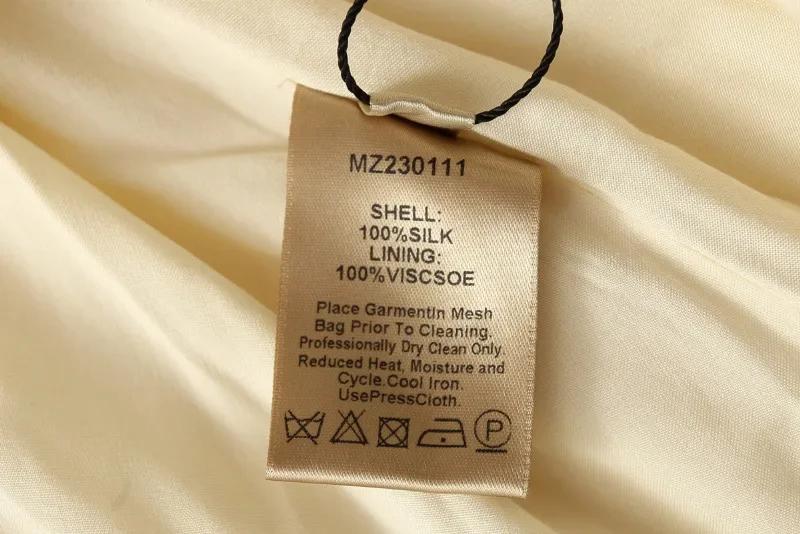 MZ230111
SHELL:
100%SILK
LINING:
100%VISCSOE
Place GarmentIn Mesh
Bag Prior To Cleaning.
Professionally Dry Clean Only.
Reduced Heat, Moisture and
Cycle.Cool Iron.
UsePressCloth.
P